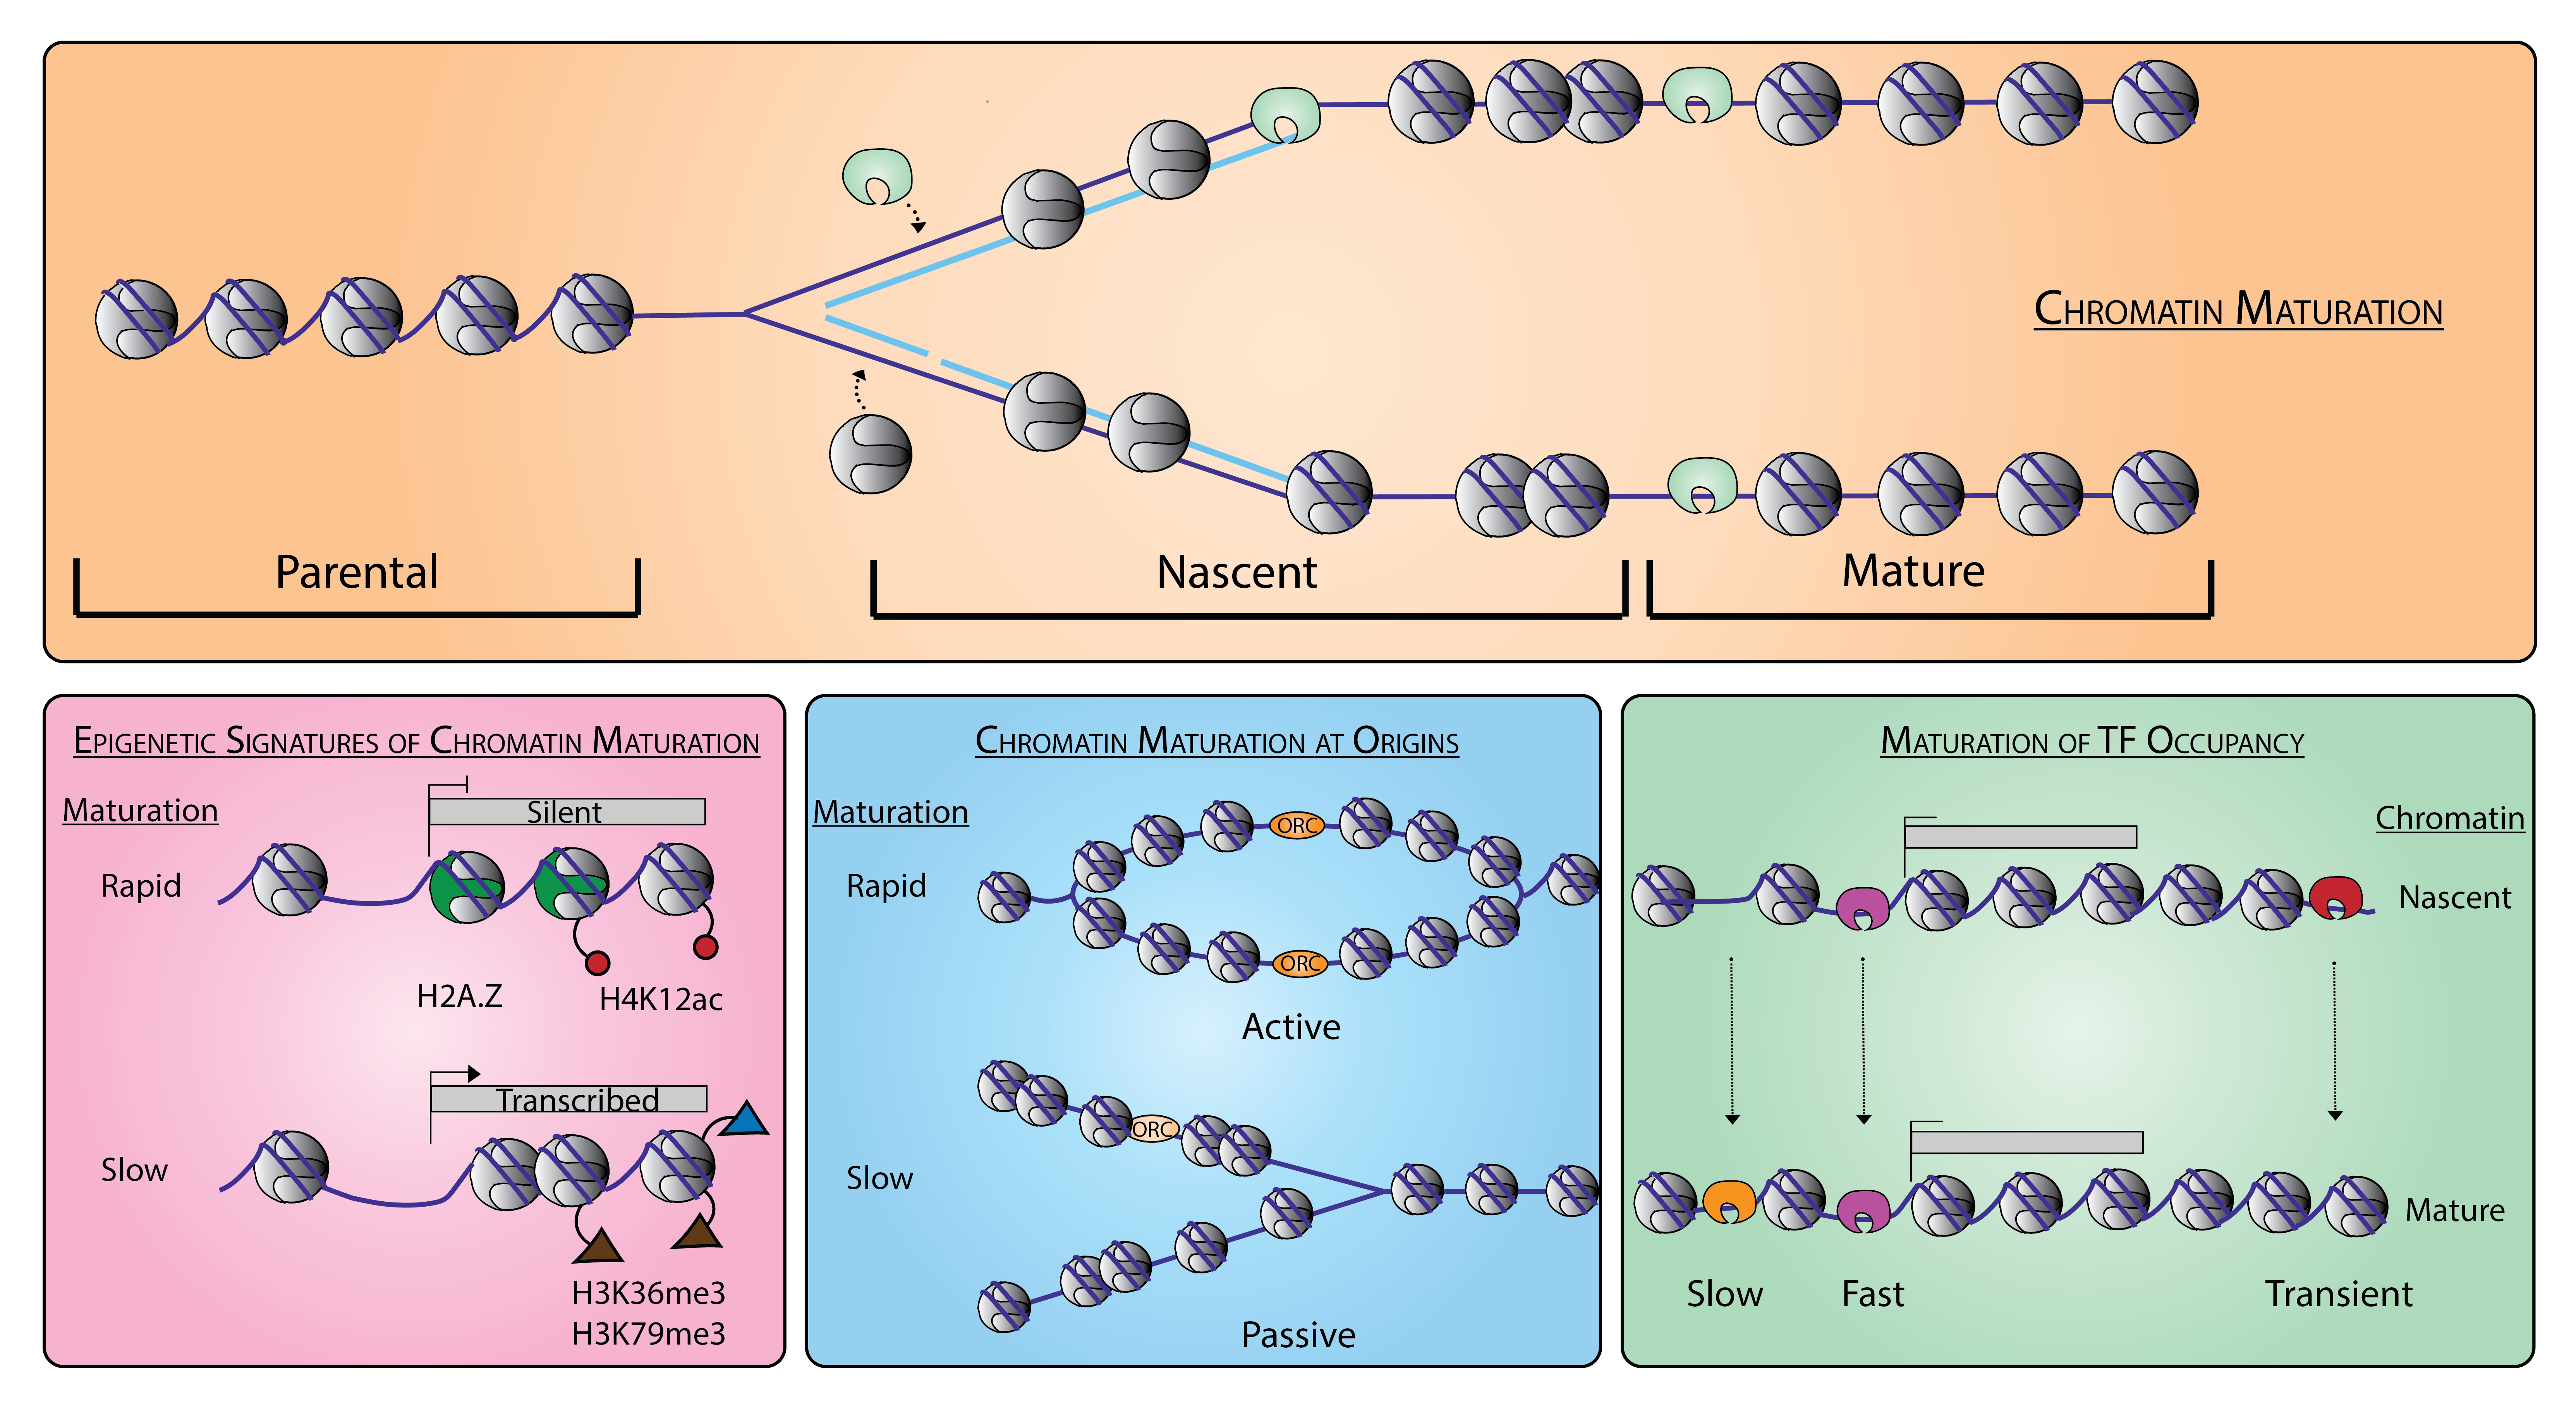 CHROMATIN MATURATION
Parental
Nascent
Mature
EPIGENETIC SIGNATURES OF CHROMATIN MATURATION
Maturation
Silent
Rapid
H2A.Z
H4K12ac
Transcribed
Slow
H3K36me3
H3K79me3
CHROMATIN MATURATION AT ORIGINS
Maturation
ORC
Rapid
ORC
Active
ORC
Slow
Passive
MATURATION OF TF OCCUPANCY
Chromatin
Nascent
Mature
Slow
Fast
Transient